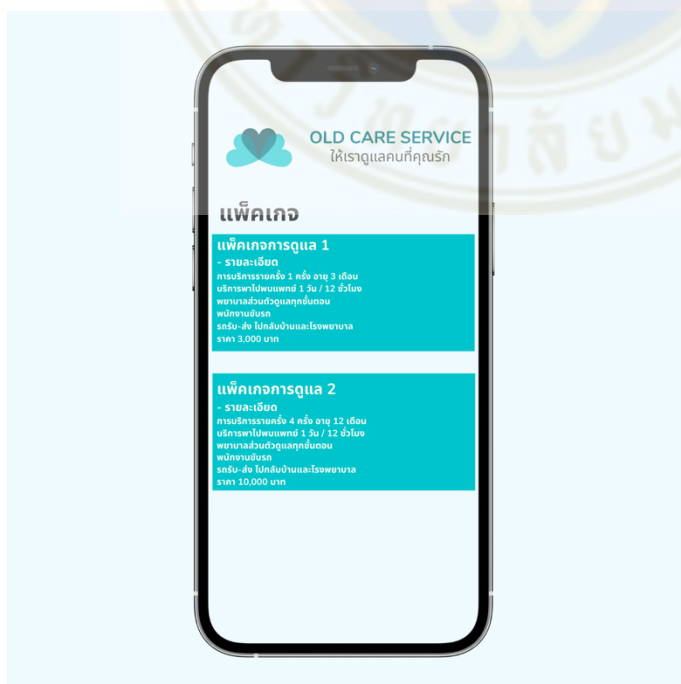 OLD CARE SERVICE
ให้เราดูแลคนที่คุณรัก
แพ็คเกจ
แพ็คเกจการดูแล 1
- รายละเอียด
การบริการรายครั้ง 1 ครั้ง อายุ 3 เดือน
บริการพาไปพบแพทย์ 1 วัน / 12 ชั่วโมง
พยาบาลส่วนตัวดูแลทุกขั้นตอน
พนักงานขับรถ
รถรับ-ส่ง ไปกลับบ้านและโรงพยาบาล
ราคา 3,000 บาท
แพ็คเกจการดูแล 2
- รายละเอียด
การบริการรายครั้ง 4 ครั้ง อายุ 12 เดือน
บริการพาไปพบแพทย์ 1 วัน / 12 ชั่วโมง
พยาบาลส่วนตัวดูแลทุกขั้นตอน
พนักงานขับรถ
รถรับ-ส่ง ไปกลับบ้านและโรงพยาบาล
ราคา 10,000 บาท